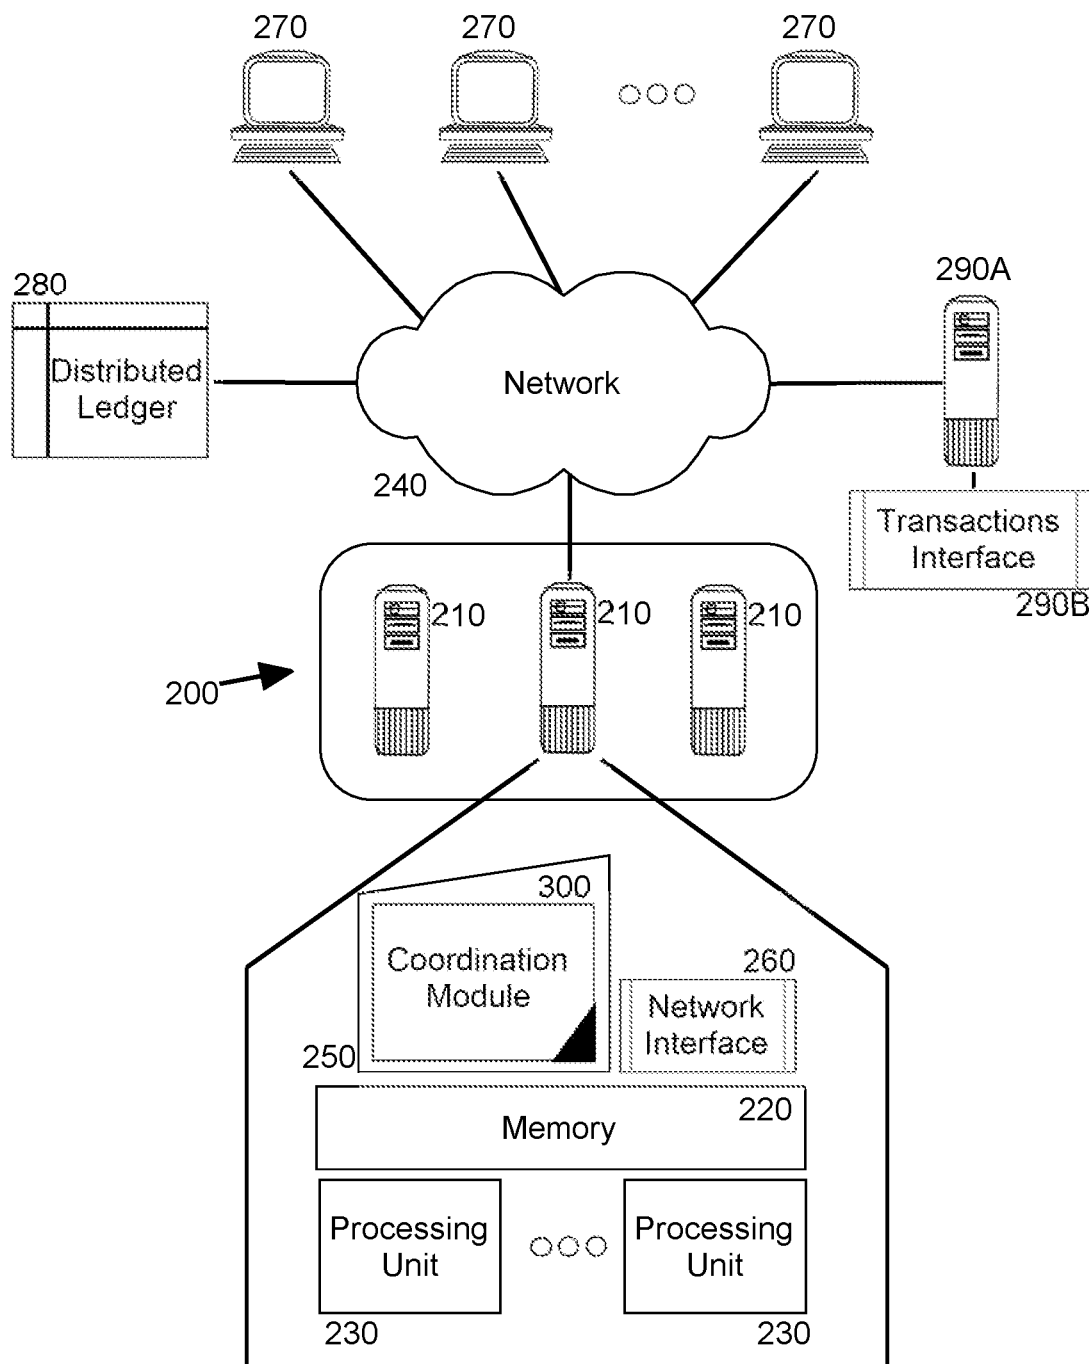 270
270
270
280
290A
Distributed
Ledger
Network
240
Transactions
Interface
290B
210
210
210
200
300
Coordination
Module
260
Network
Interface
250
220
Memory
Processing
Unit
Processing
Unit
230
230